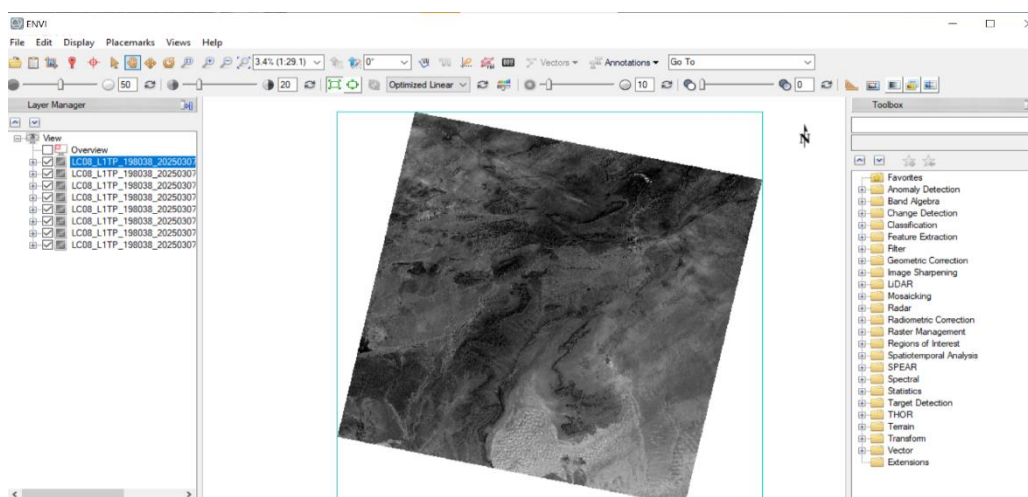 ENVI
File Edit Display Placemarks Views Help
3.4% (1:29.1) 0° Vectors Annotations Go To
50 20 Optimized Linear 10 0
Layer Manager
View
Overview
LC08_L1TP_198038_20250307
LC08_L1TP_198038_20250307
LC08_L1TP_198038_20250307
LC08_L1TP_198038_20250307
LC08_L1TP_198038_20250307
LC08_L1TP_198038_20250307
LC08_L1TP_198038_20250307
LC08_L1TP_198038_20250307
N
Toolbox
Favorites
Anomaly Detection
Band Algebra
Change Detection
Classification
Feature Extraction
Filter
Geometric Correction
Image Sharpening
LiDAR
Mosaicking
Radar
Radiometric Correction
Raster Management
Regions of Interest
Spatiotemporal Analysis
SPEAR
Spectral
Statistics
Target Detection
THOR
Terrain
Transform
Vector
Extensions